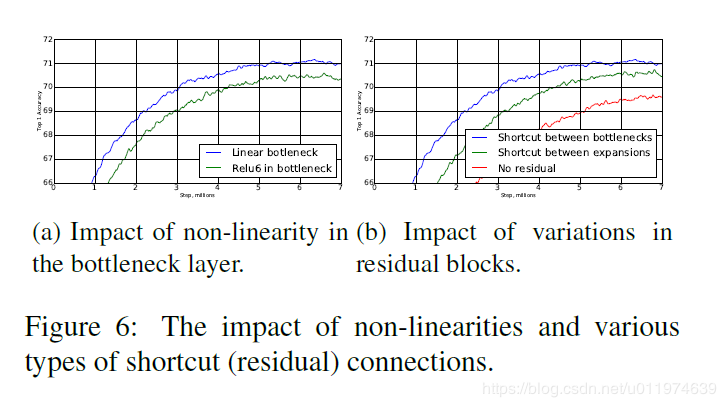 72
71
70
69
68
67
66
0
1
2
3
4
5
6
7
Top 1 Accuracy
Step, millions
Linear botleneck
Relu6 in bottleneck
72
71
70
69
68
67
66
0
1
2
3
4
5
6
7
Top 1 Accuracy
Step, millions
Shortcut between bottlenecks
Shortcut between expansions
No residual
(a) Impact of non-linearity in
the bottleneck layer.
(b) Impact of variations in
residual blocks.
Figure 6: The impact of non-linearities and various
types of shortcut (residual) connections.
https://blog.csdn.net/u011974639